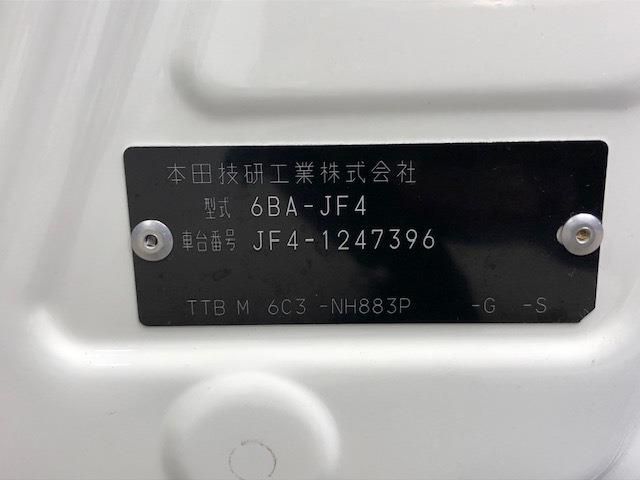 本田技研工業株式会社
型式 6BA-JF4
車台番号 JF4-1247396
TTB M 6C3 -NH883P -G -S